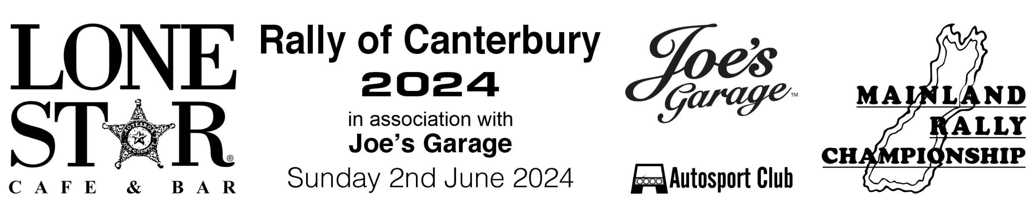 LONE
STAR®
CAFE & BAR
Rally of Canterbury
2024
in association with
Joe's Garage
Sunday 2nd June 2024
Joe's
Garage™
Autosport Club
MAINLAND
RALLY
CHAMPIONSHIP